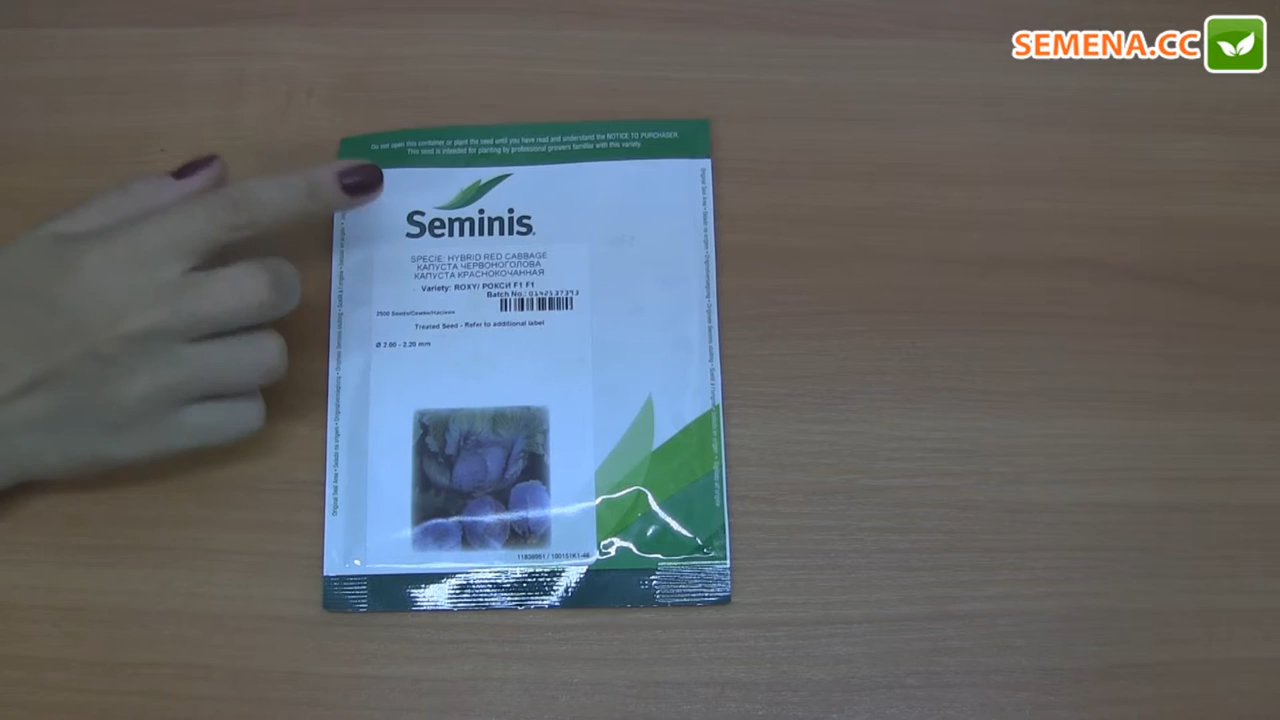 SEMENA.CC
Do not open this container or plant the seed until you have read and understand the NOTICE TO PURCHASER.
This seed is intended for planting by professional growers familiar with this variety.
Seminis
SPECIE: HYBRID RED CABBAGE
КАПУСТА ЧЕРВОНОГОЛОВА
КАПУСТА КРАСНОКОЧАННАЯ
Variety: ROXY/ РОКСИ F1 F1
Batch No.: 0142537393
2500 Seeds/Семян/Насiння
Treated Seed - Refer to additional label
Ø 2.00 - 2.20 mm